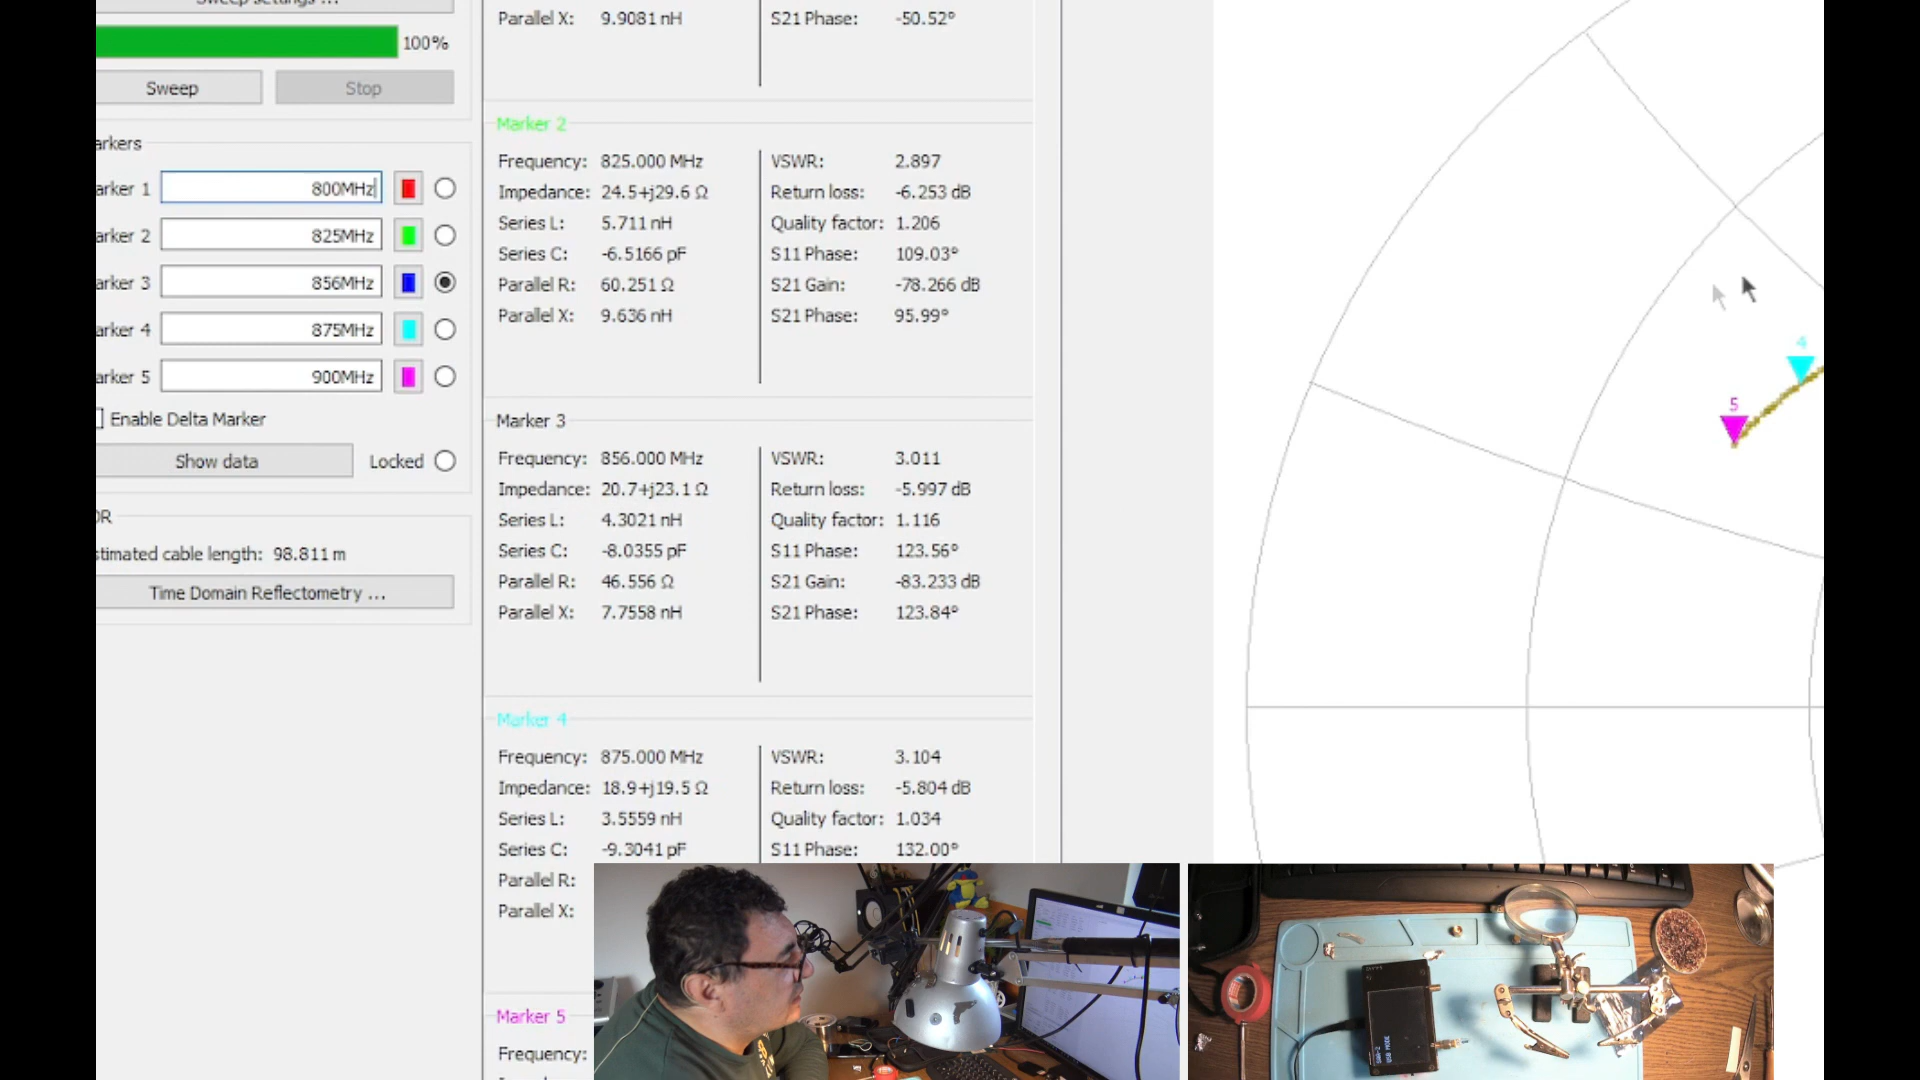 Sweep settings ...
100%
Sweep
Stop
arkers
arker 1 800MHz
arker 2 825MHz
arker 3 856MHz
arker 4 875MHz
arker 5 900MHz
Enable Delta Marker
Show data
Locked
DR
stimated cable length: 98.811 m
Time Domain Reflectometry ...
Parallel X: 9.9081 nH
S21 Phase: -50.52°
Marker 2
Frequency: 825.000 MHz
Impedance: 24.5+j29.6 Ω
Series L: 5.711 nH
Series C: -6.5166 pF
Parallel R: 60.251 Ω
Parallel X: 9.636 nH
VSWR: 2.897
Return loss: -6.253 dB
Quality factor: 1.206
S11 Phase: 109.03°
S21 Gain: -78.266 dB
S21 Phase: 95.99°
Marker 3
Frequency: 856.000 MHz
Impedance: 20.7+j23.1 Ω
Series L: 4.3021 nH
Series C: -8.0355 pF
Parallel R: 46.556 Ω
Parallel X: 7.7558 nH
VSWR: 3.011
Return loss: -5.997 dB
Quality factor: 1.116
S11 Phase: 123.56°
S21 Gain: -83.233 dB
S21 Phase: 123.84°
Marker 4
Frequency: 875.000 MHz
Impedance: 18.9+j19.5 Ω
Series L: 3.5559 nH
Series C: -9.3041 pF
Parallel R:
Parallel X:
VSWR: 3.104
Return loss: -5.804 dB
Quality factor: 1.034
S11 Phase: 132.00°
Marker 5
Frequency:
4
5
USB MODE